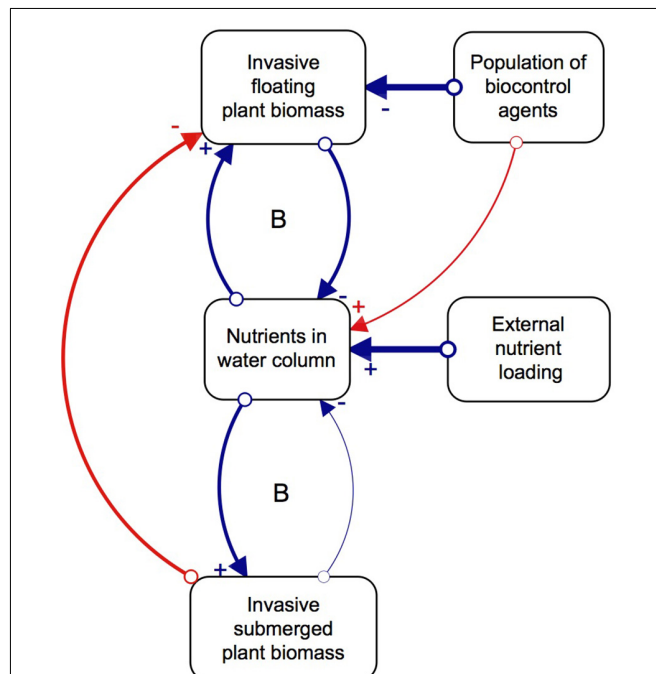 Invasive
floating
plant biomass
Population of
biocontrol
agents
-
-
+
B
-
+
Nutrients in
water column
External
nutrient
loading
+
-
B
+
Invasive
submerged
plant biomass